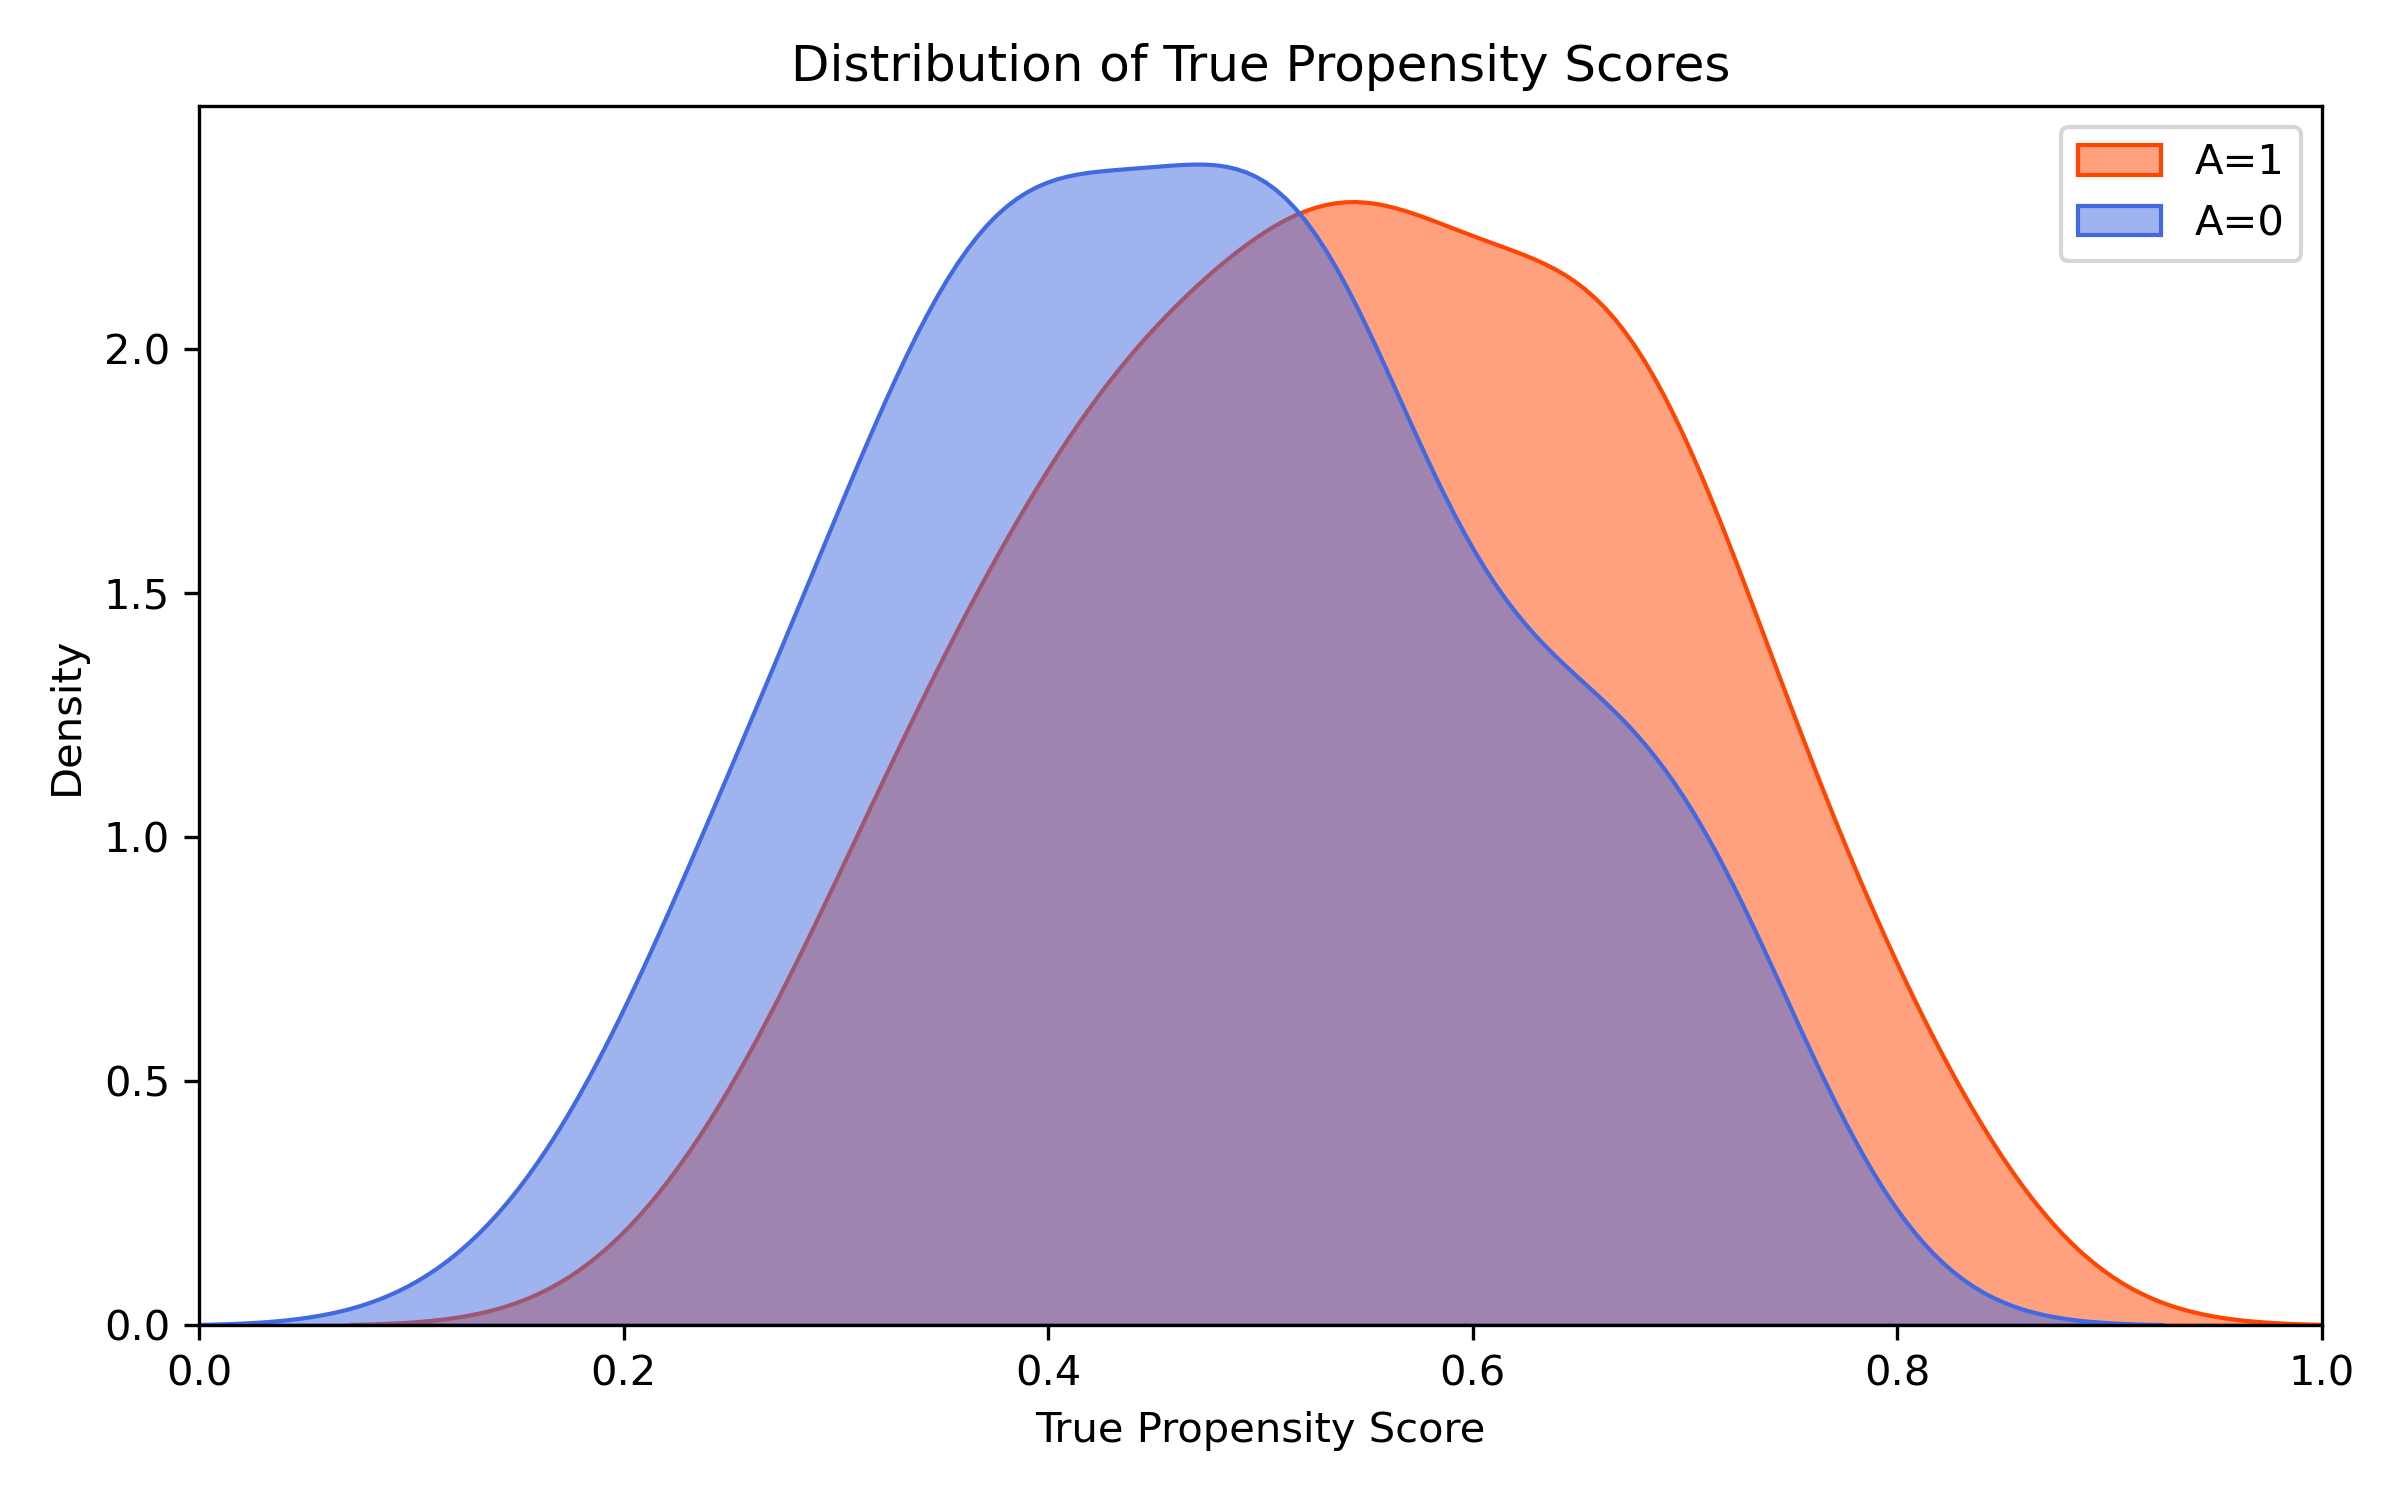 Distribution of True Propensity Scores
A=1
A=0
Density
2.0
1.5
1.0
0.5
0.0
0.0 0.2 0.4 0.6 0.8 1.0
True Propensity Score